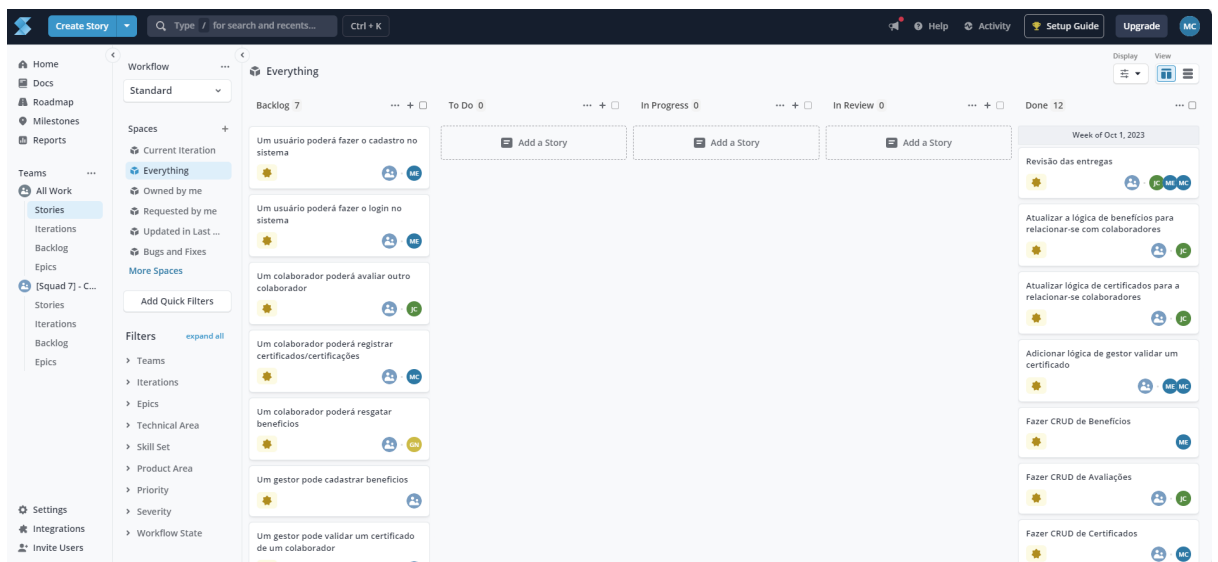 Create Story
Type / for search and recents...
Ctrl + K
Help
Activity
Setup Guide
Upgrade
MC
Home
Docs
Roadmap
Milestones
Reports
Teams
All Work
Stories
Iterations
Backlog
Epics
[Squad 7] - C...
Stories
Iterations
Backlog
Epics
Settings
Integrations
Invite Users
Workflow
Standard
Spaces
Current Iteration
Everything
Owned by me
Requested by me
Updated in Last ...
Bugs and Fixes
More Spaces
Add Quick Filters
Filters expand all
Teams
Iterations
Epics
Technical Area
Skill Set
Product Area
Priority
Severity
Workflow State
Everything
Display View
Backlog 7
Um usuário poderá fazer o cadastro no
sistema
ME
Um usuário poderá fazer o login no
sistema
ME
Um colaborador poderá avaliar outro
colaborador
JC
Um colaborador poderá registrar
certificados/certificações
MC
Um colaborador poderá resgatar
beneficios
GN
Um gestor pode cadastrar beneficios
Um gestor pode validar um certificado
de um colaborador
To Do 0
Add a Story
In Progress 0
Add a Story
In Review 0
Add a Story
Done 12
Week of Oct 1, 2023
Revisão das entregas
JC ME MC
Atualizar a lógica de benefícios para
relacionar-se com colaboradores
JC
Atualizar lógica de certificados para a
relacionar-se colaboradores
JC
Adicionar lógica de gestor validar um
certificado
ME MC
Fazer CRUD de Benefícios
ME
Fazer CRUD de Avaliações
JC
Fazer CRUD de Certificados
MC